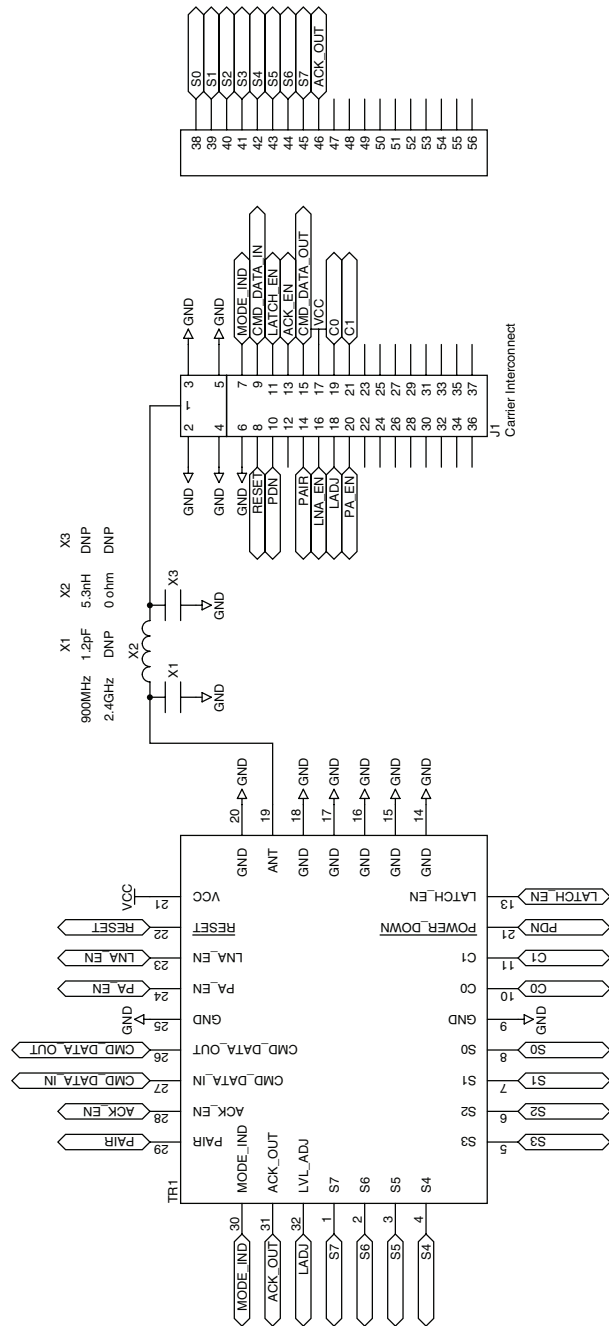 38 S0
39 S1
40 S2
41 S3
42 S4
43 S5
44 S6
45 S7
46 ACK_OUT
47
48
49
50
51
52
53
54
55
56
GND 2 3 GND
1
GND 4 5 GND
GND 6 7 MODE_IND
RESET 8 9 CMD_DATA_IN
PDN 10 11 LATCH_EN
12 13 ACK_EN
PAIR 14 15 CMD_DATA_OUT
LNA_EN 16 17 VCC
LADJ 18 19 C0
PA_EN 20 21 C1
22 23
24 25
26 27
28 29
30 31
32 33
34 35
36 37
J1
Carrier Interconnect
X1 X2 X3
900MHz 1.2pF 5.3nH DNP
2.4GHz DNP 0 ohm DNP
X2
X1
X3
GND
GND
TR1
MODE_IND 30 MODE_IND
ACK_OUT 31 ACK_OUT
LADJ 32 LVL_ADJ
S7 1 S7
S6 2 S6
S5 3 S5
S4 4 S4
PAIR 29 PAIR
ACK_EN 28 ACK_EN
CMD_DATA_IN 27 CMD_DATA_IN
CMD_DATA_OUT 26 CMD_DATA_OUT
GND 25 GND
PA_EN 24 PA_EN
LNA_EN 23 LNA_EN
RESET 22 RESET
VCC 21 VCC
GND 20 GND
ANT 19
GND 18 GND
GND 17 GND
GND 16 GND
GND 15 GND
GND 14 GND
S3 5 S3
S2 6 S2
S1 7 S1
S0 8 S0
GND 9 GND
C0 10 C0
C1 11 C1
POWER_DOWN 21 PDN
LATCH_EN 13 LATCH_EN